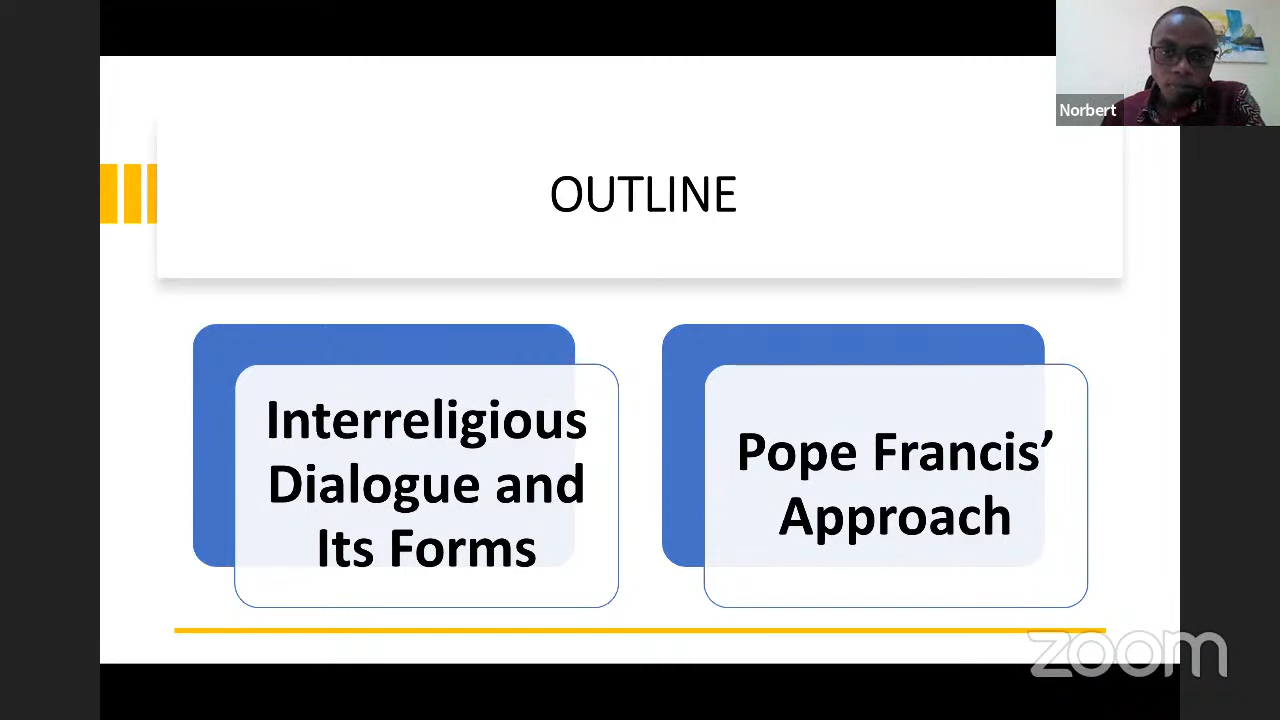 Norbert
OUTLINE
Interreligious
Dialogue and
Its Forms
Pope Francis’
Approach
zoom